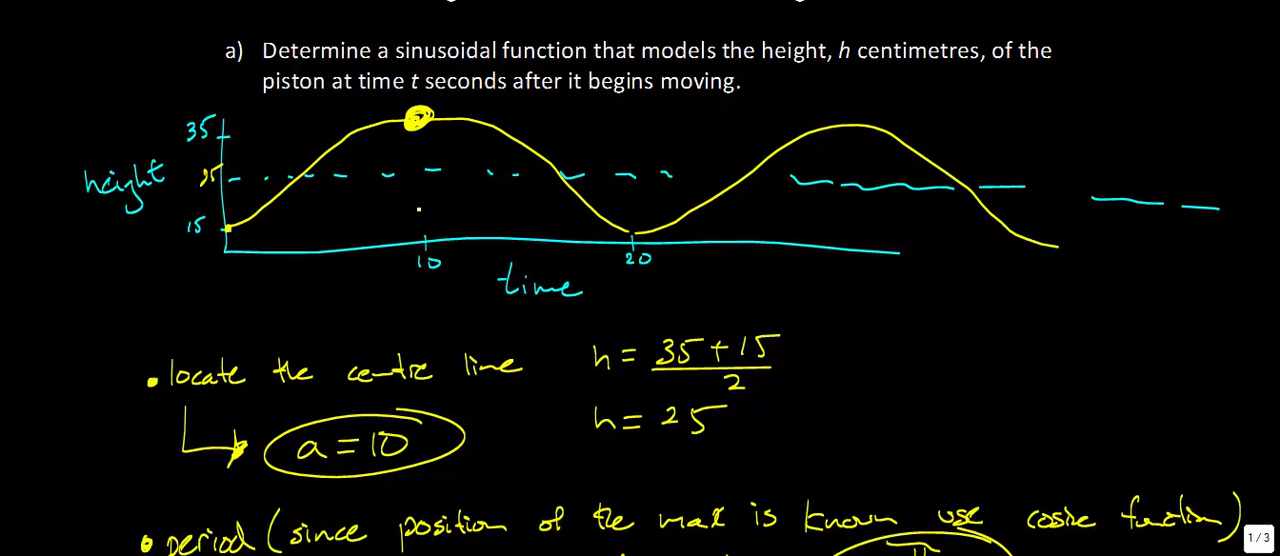 a) Determine a sinusoidal function that models the height, h centimetres, of the
piston at time t seconds after it begins moving.
35
height 25
15
10 20
time
• locate the centre line h = 35 + 15 / 2
h = 25
a = 10
• period (since position of the max is known use cosine function)
π
1 / 3